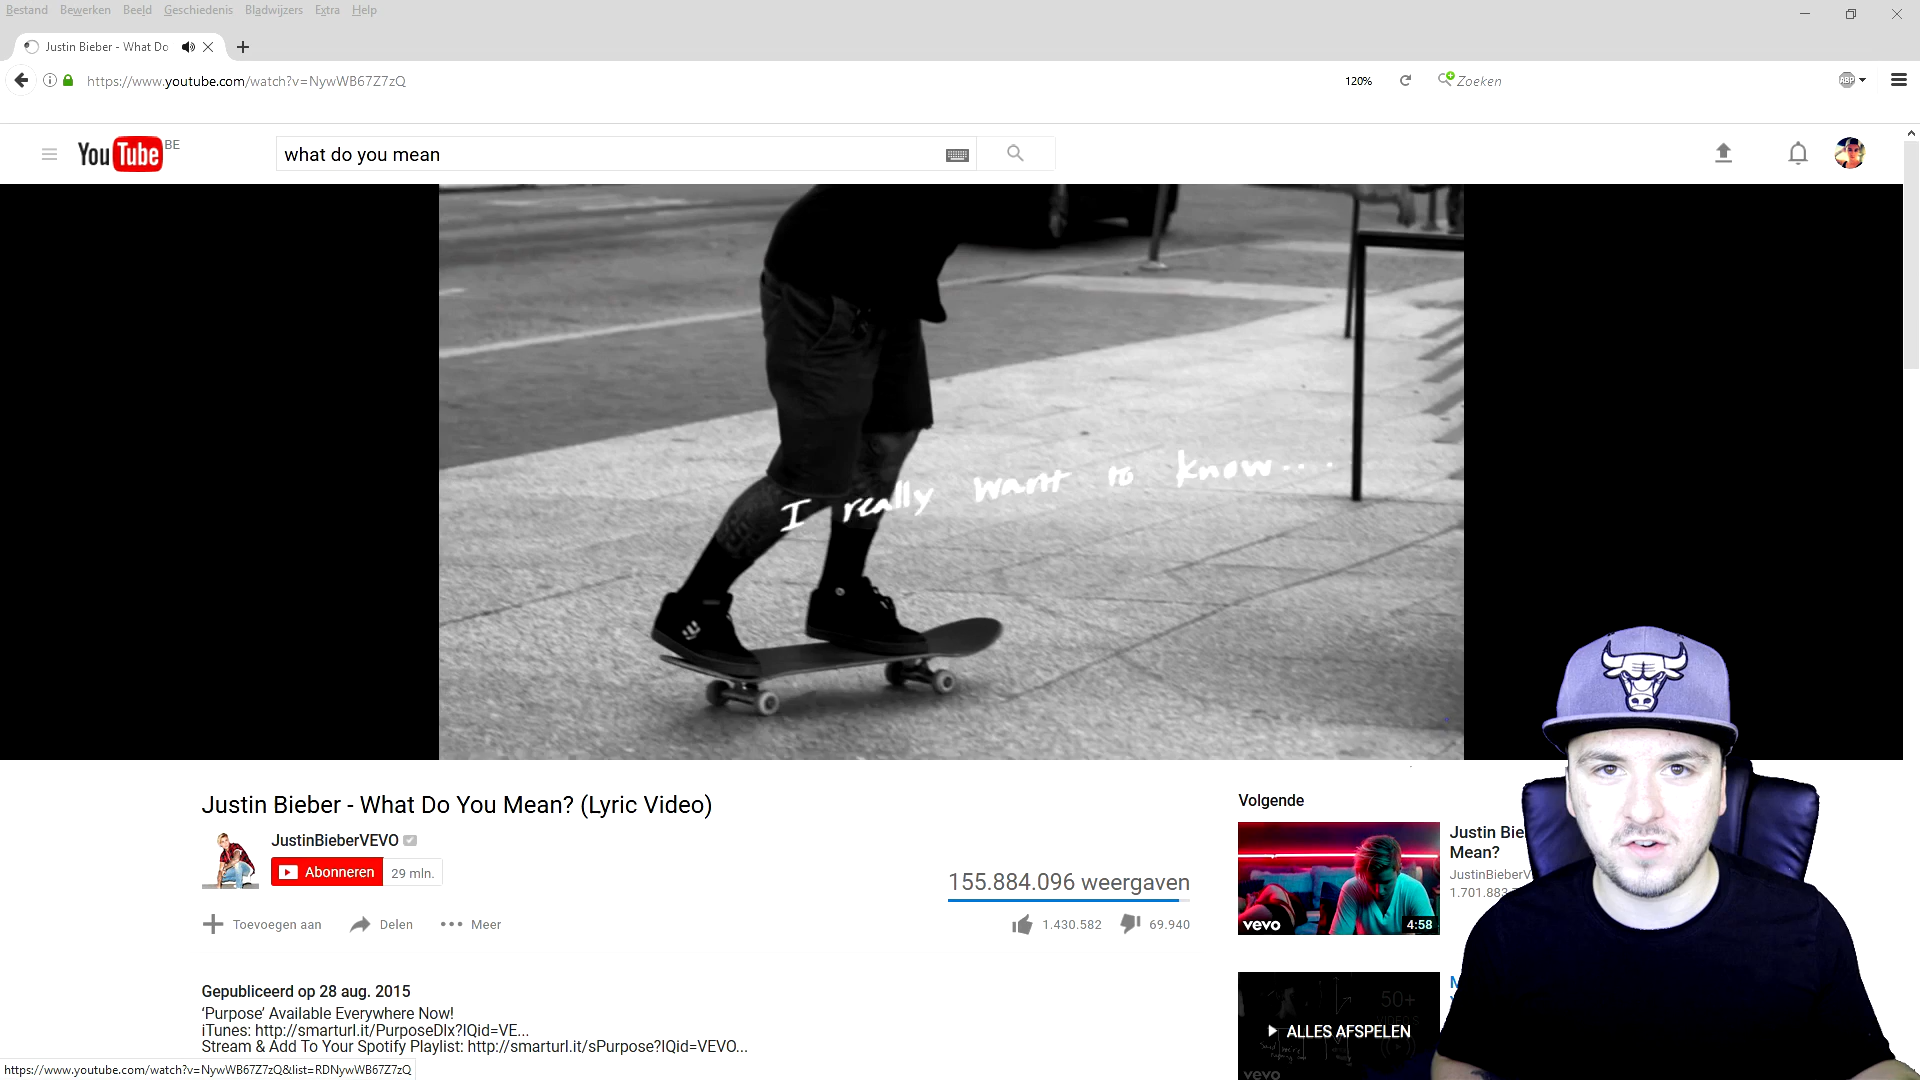 Bestand Bewerken Beeld Geschiedenis Bladwijzers Extra Help
Justin Bieber - What Do
https://www.youtube.com/watch?v=NywWB67Z7zQ
120%
Zoeken
ABP
YouTube BE
what do you mean
I really want to know....
Justin Bieber - What Do You Mean? (Lyric Video)
JustinBieberVEVO
Abonneren 29 mln.
155.884.096 weergaven
Toevoegen aan Delen Meer
1.430.582 69.940
Gepubliceerd op 28 aug. 2015
‘Purpose’ Available Everywhere Now!
iTunes: http://smarturl.it/PurposeDlx?IQid=VE...
Stream & Add To Your Spotify Playlist: http://smarturl.it/sPurpose?IQid=VEVO...
Volgende
vevo 4:58
Justin Bie
Mean?
JustinBieberV
1.701.883
50+
VIDEO'S
ALLES AFSPELEN
vevo
https://www.youtube.com/watch?v=NywWB67Z7zQ&list=RDNywWB67Z7zQ